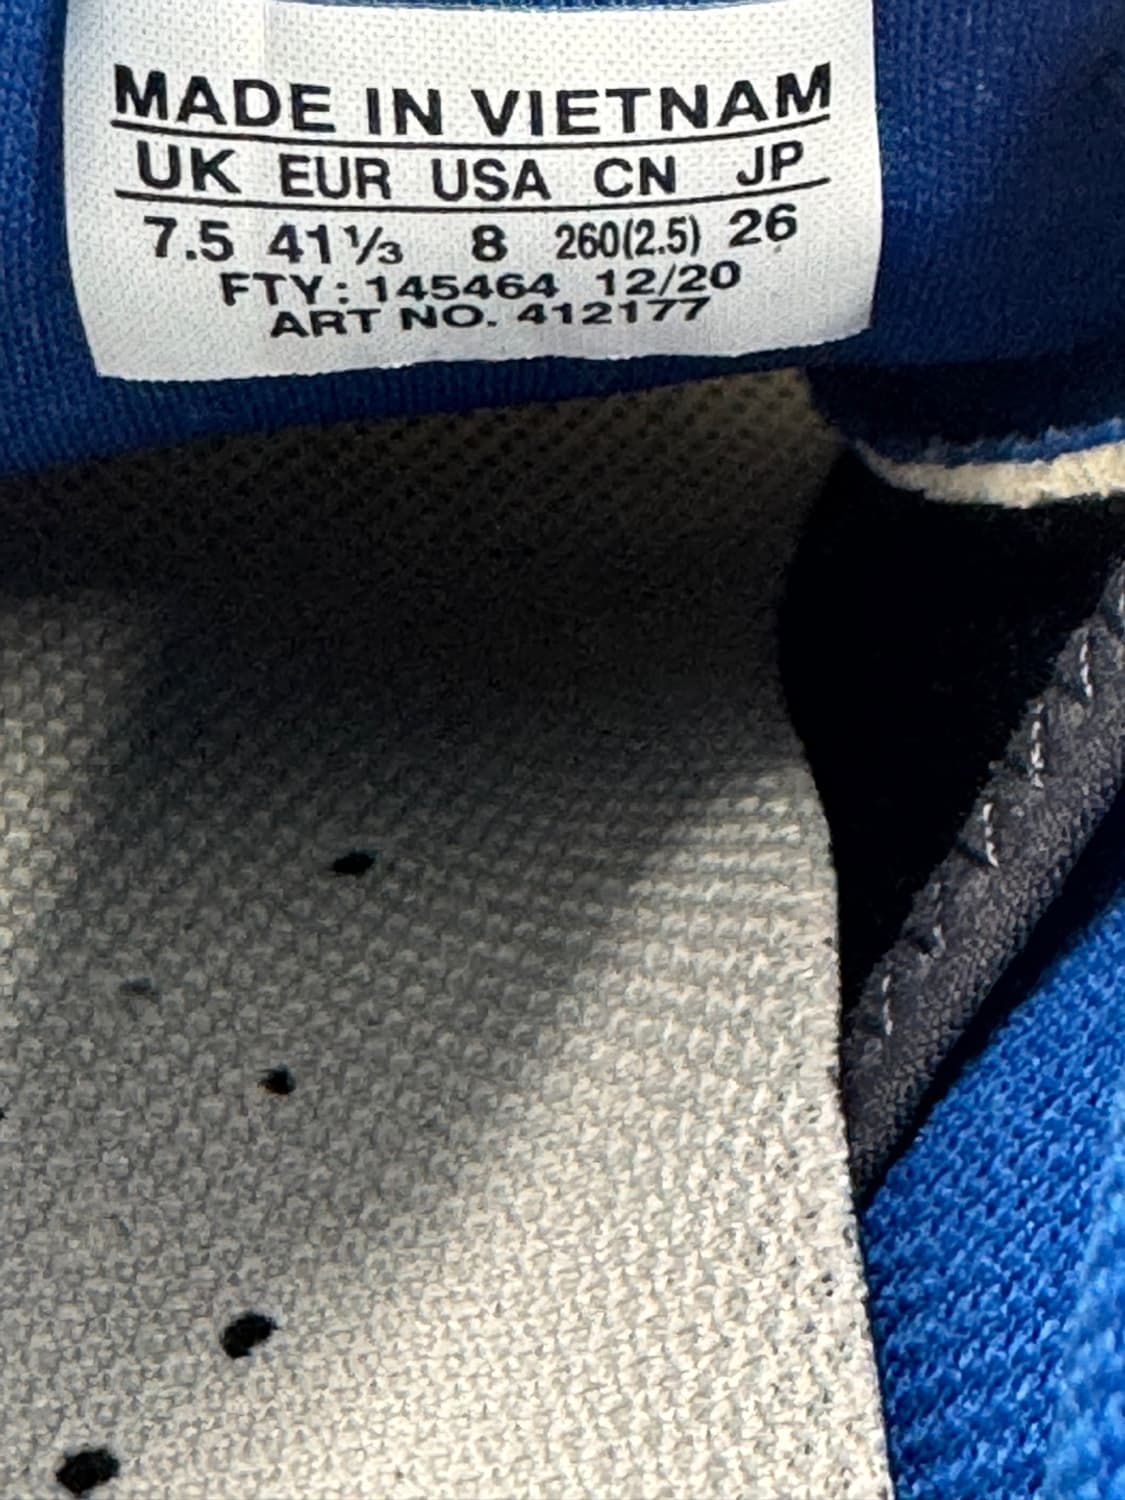 MADE IN VIETNAM
UK EUR USA CN JP
7.5 41⅓ 8 260(2.5) 26
FTY: 145464 12/20
ART NO. 412177